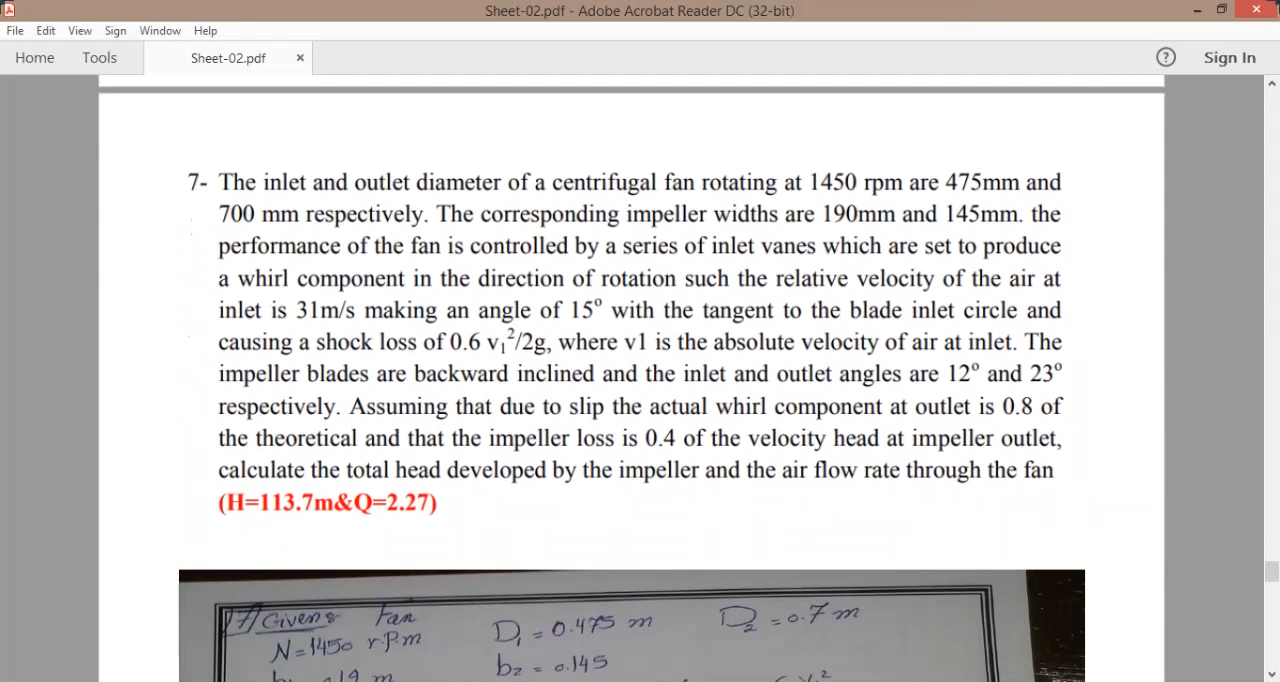 Sheet-02.pdf - Adobe Acrobat Reader DC (32-bit)
File Edit View Sign Window Help
Home Tools Sheet-02.pdf × ? Sign In
7- The inlet and outlet diameter of a centrifugal fan rotating at 1450 rpm are 475mm and
700 mm respectively. The corresponding impeller widths are 190mm and 145mm. the
performance of the fan is controlled by a series of inlet vanes which are set to produce
a whirl component in the direction of rotation such the relative velocity of the air at
inlet is 31m/s making an angle of 15° with the tangent to the blade inlet circle and
causing a shock loss of 0.6 v₁²/2g, where v1 is the absolute velocity of air at inlet. The
impeller blades are backward inclined and the inlet and outlet angles are 12° and 23°
respectively. Assuming that due to slip the actual whirl component at outlet is 0.8 of
the theoretical and that the impeller loss is 0.4 of the velocity head at impeller outlet,
calculate the total head developed by the impeller and the air flow rate through the fan
(H=113.7m&Q=2.27)
7) Givens Fan D₁ = 0.475 m D₂ = 0.7 m
N=1450 r.P.m b₂ = 0.145